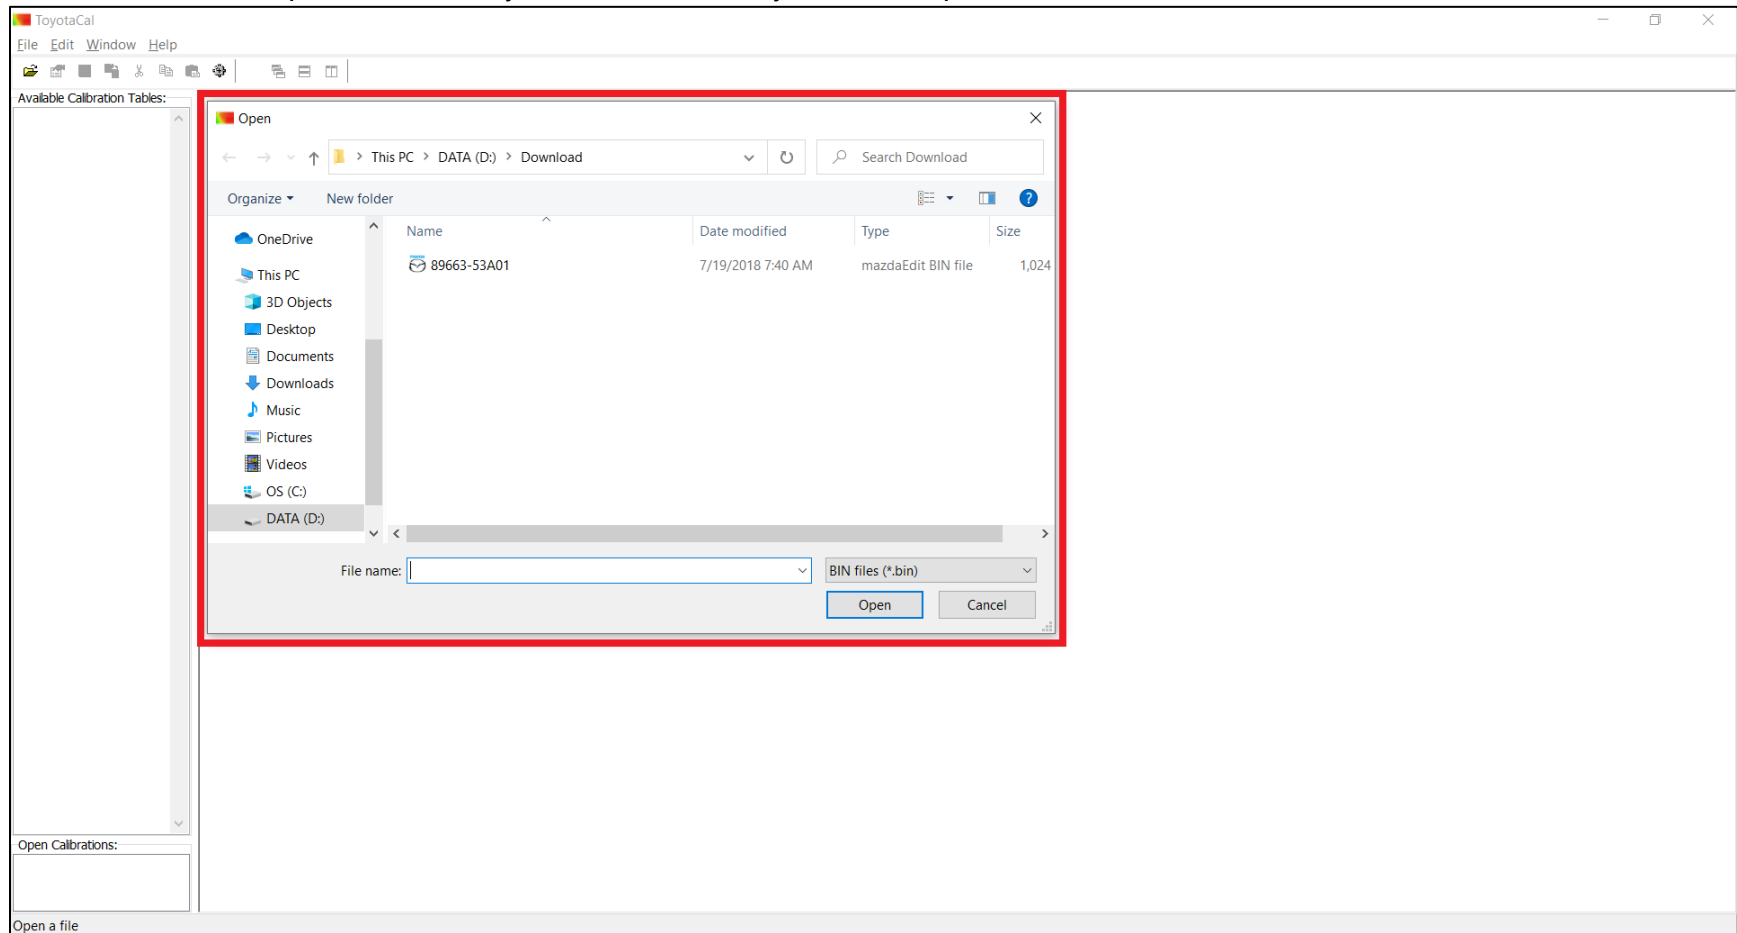 ToyotaCal
File Edit Window Help
Available Calibration Tables:
Open
This PC > DATA (D:) > Download
Search Download
Organize
New folder
Name Date modified Type Size
OneDrive
89663-53A01 7/19/2018 7:40 AM mazdaEdit BIN file 1,024
This PC
3D Objects
Desktop
Documents
Downloads
Music
Pictures
Videos
OS (C:)
DATA (D:)
File name: BIN files (*.bin)
Open Cancel
Open Calibrations:
Open a file